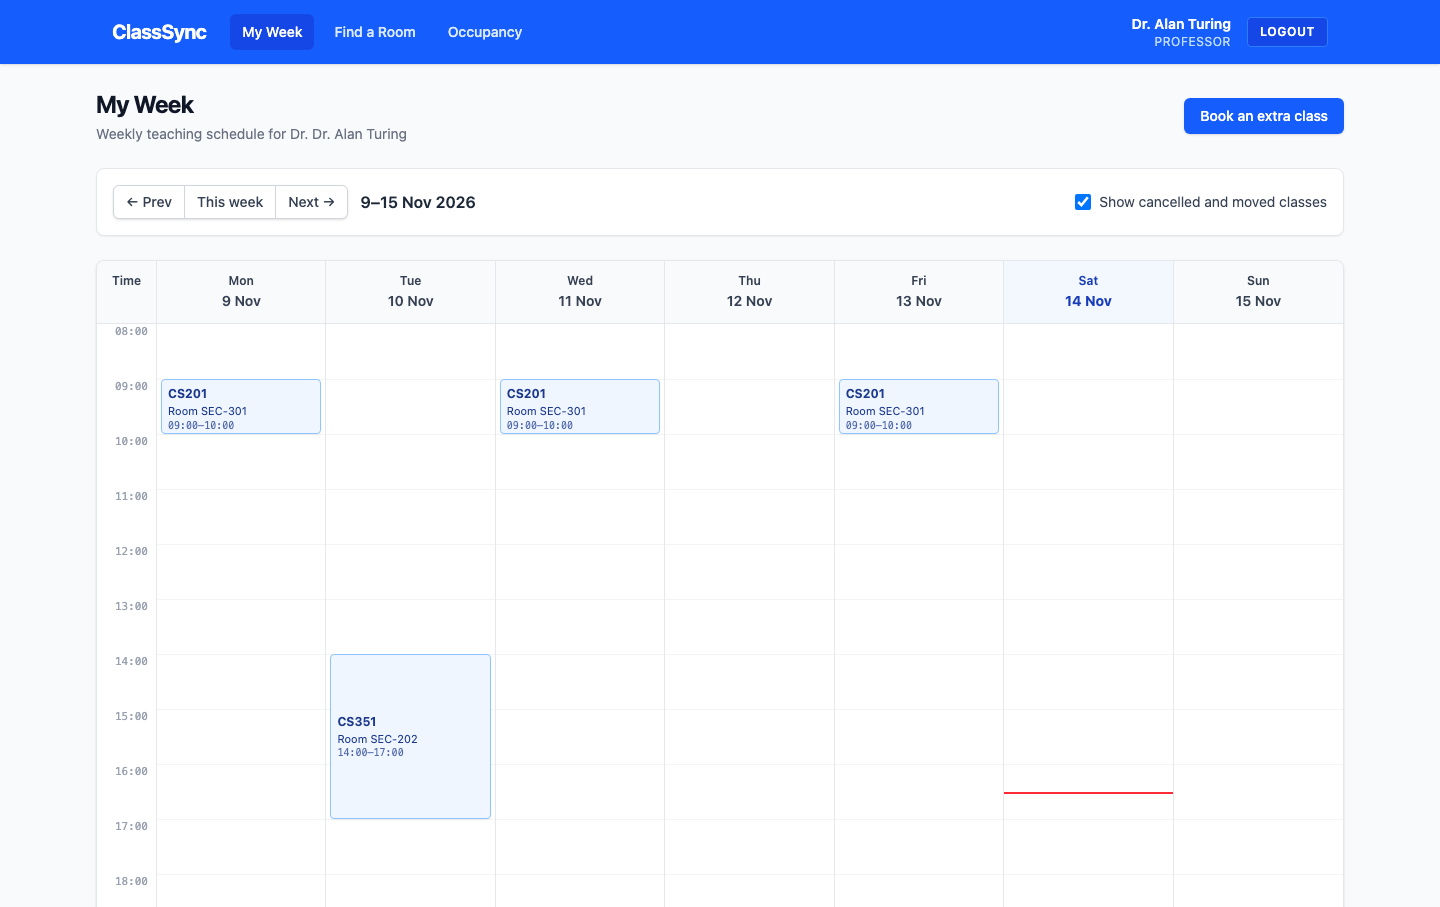 ClassSync
My Week
Find a Room
Occupancy
Dr. Alan Turing
PROFESSOR
LOGOUT
My Week
Weekly teaching schedule for Dr. Dr. Alan Turing
Book an extra class
← Prev
This week
Next →
9–15 Nov 2026
Show cancelled and moved classes
Time
Mon
9 Nov
Tue
10 Nov
Wed
11 Nov
Thu
12 Nov
Fri
13 Nov
Sat
14 Nov
Sun
15 Nov
08:00
09:00
CS201
Room SEC-301
09:00–10:00
CS201
Room SEC-301
09:00–10:00
CS201
Room SEC-301
09:00–10:00
10:00
11:00
12:00
13:00
14:00
CS351
Room SEC-202
14:00–17:00
15:00
16:00
17:00
18:00